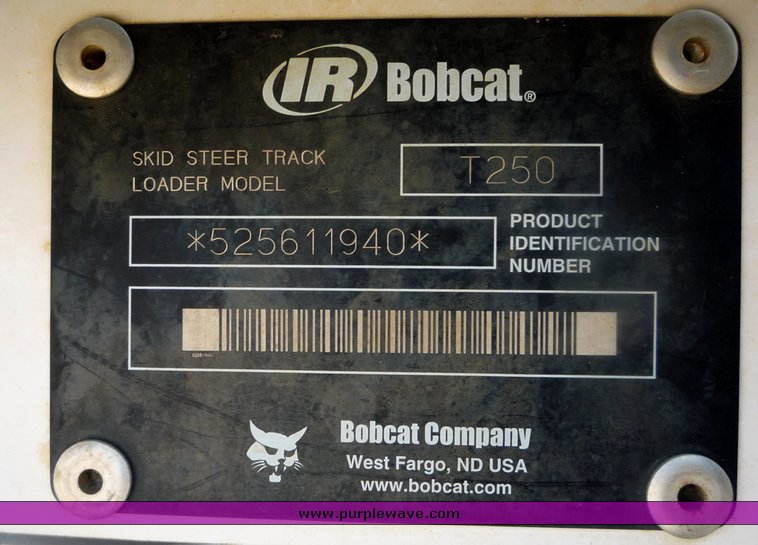 IR Bobcat®
SKID STEER TRACK
LOADER MODEL
T250
*525611940*
PRODUCT
IDENTIFICATION
NUMBER
525611940
Bobcat Company
West Fargo, ND USA
www.bobcat.com
www.purplewave.com